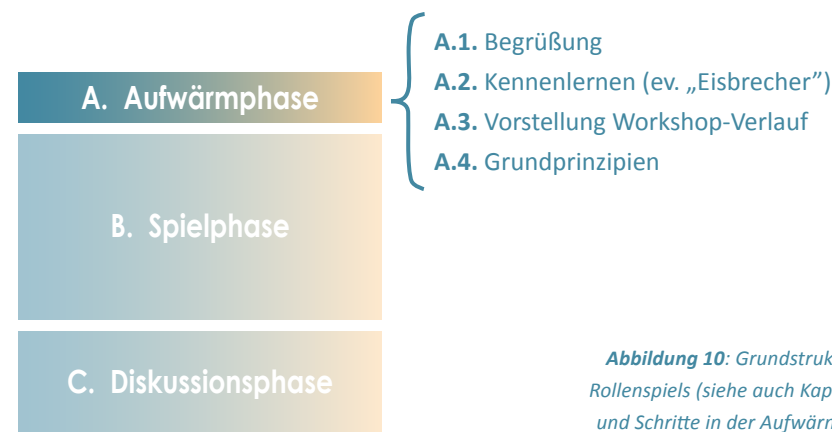 A.1. Begrüßung
A. Aufwärmphase
A.2. Kennenlernen (ev. „Eisbrecher”)
A.3. Vorstellung Workshop-Verlauf
A.4. Grundprinzipien
B. Spielphase
C. Diskussionsphase
Abbildung 10: Grundstruk
Rollenspiels (siehe auch Kap
und Schritte in der Aufwärm